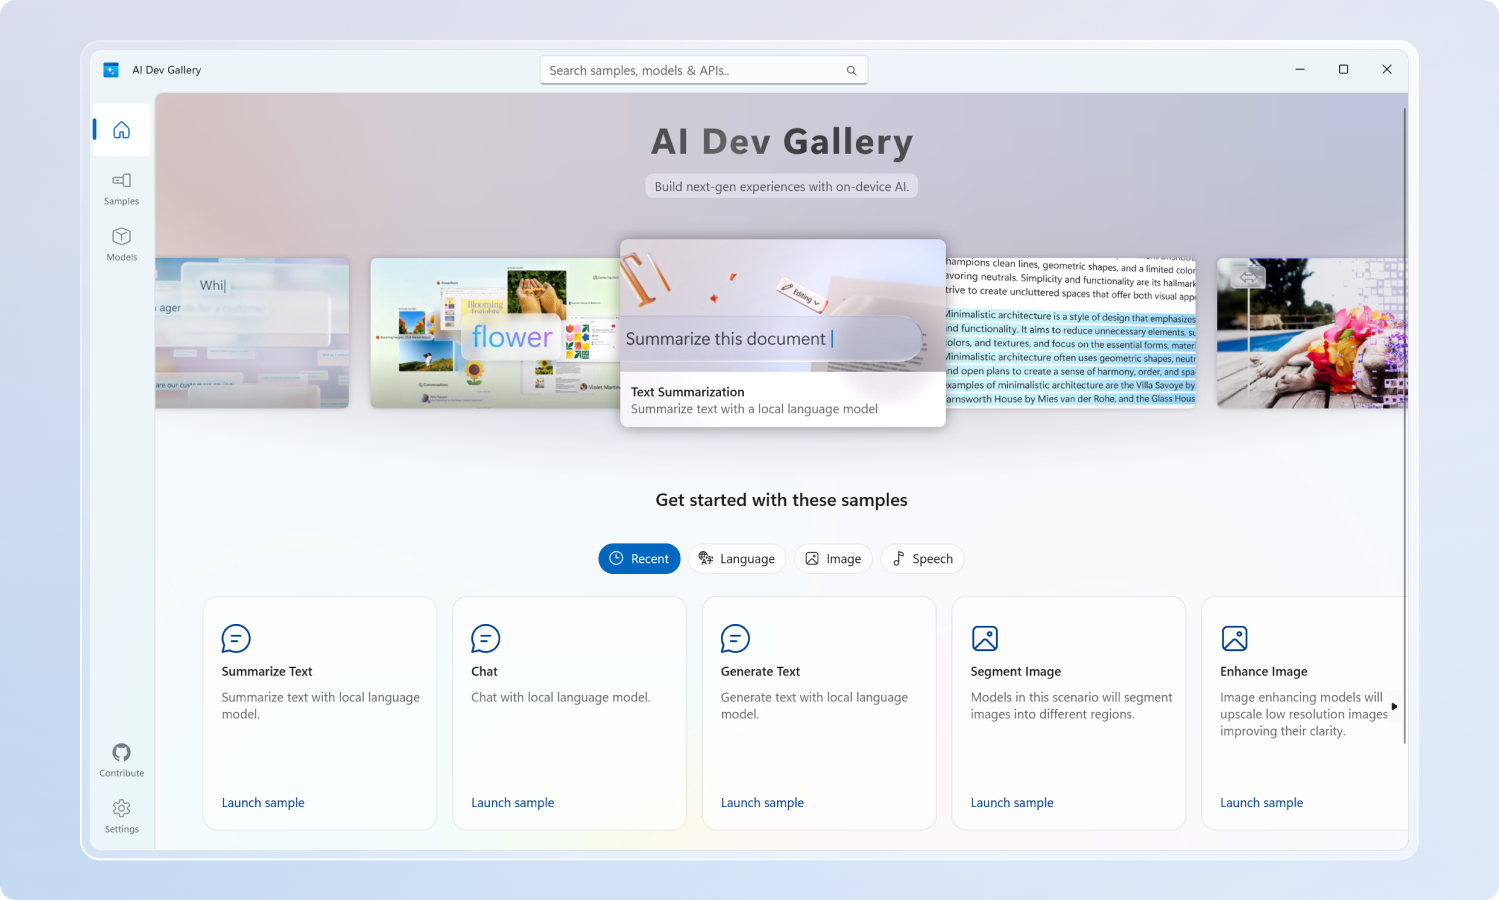 AI Dev Gallery
Search samples, models & APIs..
Samples
Models
Contribute
Settings
AI Dev Gallery
Build next-gen experiences with on-device AI.
Whi
flower
Editing
Summarize this document
Text Summarization
Summarize text with a local language model
hampions clean lines, geometric shapes, and a limited color
avoring neutrals. Simplicity and functionality are its hallmark
trive to create uncluttered spaces that offer both visual appe
Minimalistic architecture is a style of design that emphasizes
and functionality. It aims to reduce unnecessary elements, su
colors, and textures, and focus on the essential forms, mater
Minimalistic architecture often uses geometric shapes, neutr
and open plans to create a sense of harmony, order, and spa
examples of minimalistic architecture are the Villa Savoye by
arnsworth House by Mies van der Rohe, and the Glass Hous
Get started with these samples
Recent
Language
Image
Speech
Summarize Text
Summarize text with local language
model.
Launch sample
Chat
Chat with local language model.
Launch sample
Generate Text
Generate text with local language
model.
Launch sample
Segment Image
Models in this scenario will segment
images into different regions.
Launch sample
Enhance Image
Image enhancing models will
upscale low resolution images
improving their clarity.
Launch sample